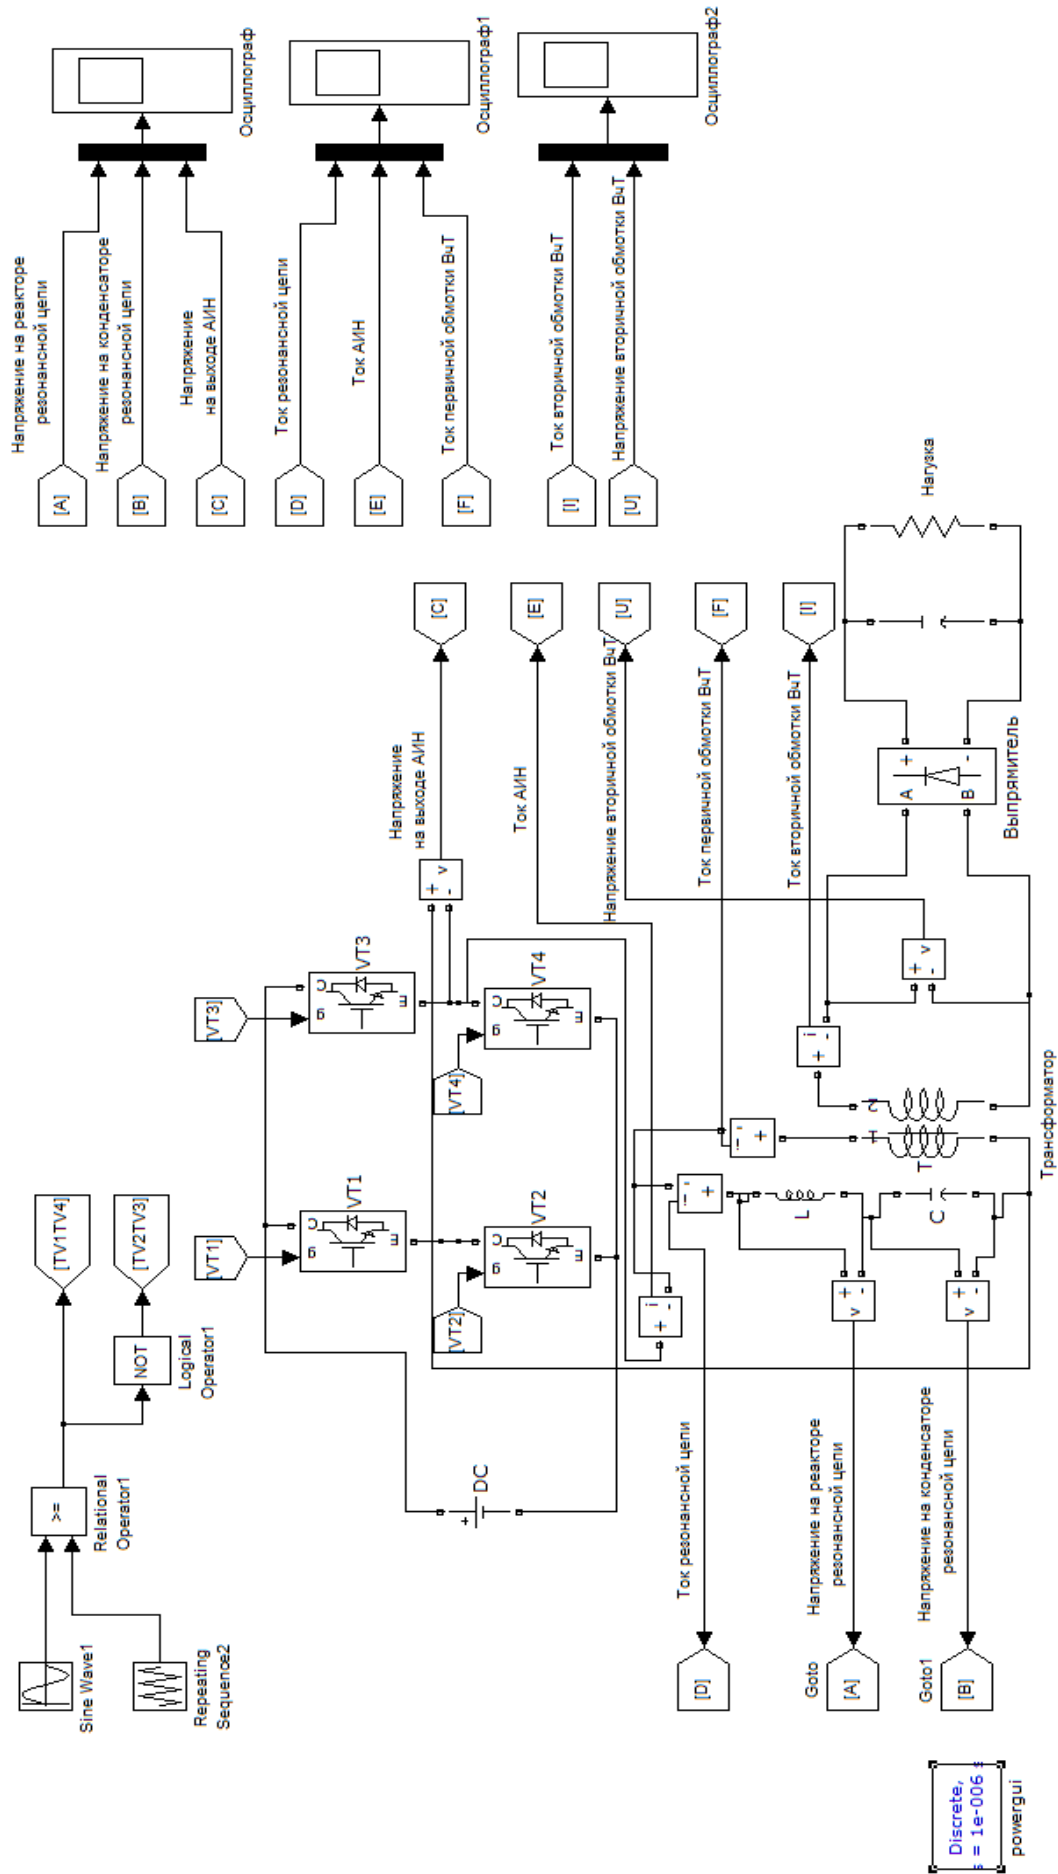 Sine Wave1
Repeating
Sequence2
>=
Relational
Operator1
NOT
Logical
Operator1
[TV1TV4]
[TV2TV3]
[A]
Напряжение на реакторе
резонансной цепи
[B]
Напряжение на конденсаторе
резонансной цепи
[C]
Напряжение
на выходе АИН
Осциллограф
[D]
Ток резонансной цепи
[E]
Ток АИН
[F]
Ток первичной обмотки ВчТ
Осциллограф1
[I]
Ток вторичной обмотки ВчТ
[U]
Напряжение вторичной обмотки ВчТ
Осциллограф2
[VT1]
g C
E
VT1
[VT3]
g C
E
VT3
[VT2]
g C
E
VT2
[VT4]
g C
E
VT4
+
DC
+ v
-
Напряжение
на выходе АИН
[C]
Ток АИН
[E]
Напряжение вторичной обмотки ВчТ
[U]
Ток первичной обмотки ВчТ
[F]
Ток вторичной обмотки ВчТ
[I]
+ i
-
i -
+
i -
+
+ i
-
+ v
-
[D]
Ток резонансной цепи
Goto
[A]
Напряжение на реакторе
резонансной цепи
v +
-
L
Goto1
[B]
Напряжение на конденсаторе
резонансной цепи
v +
-
C
1 2
T
Трансформатор
A +
B -
Выпрямитель
Нагузка
Discrete,
s = 1e-006 s
powergui